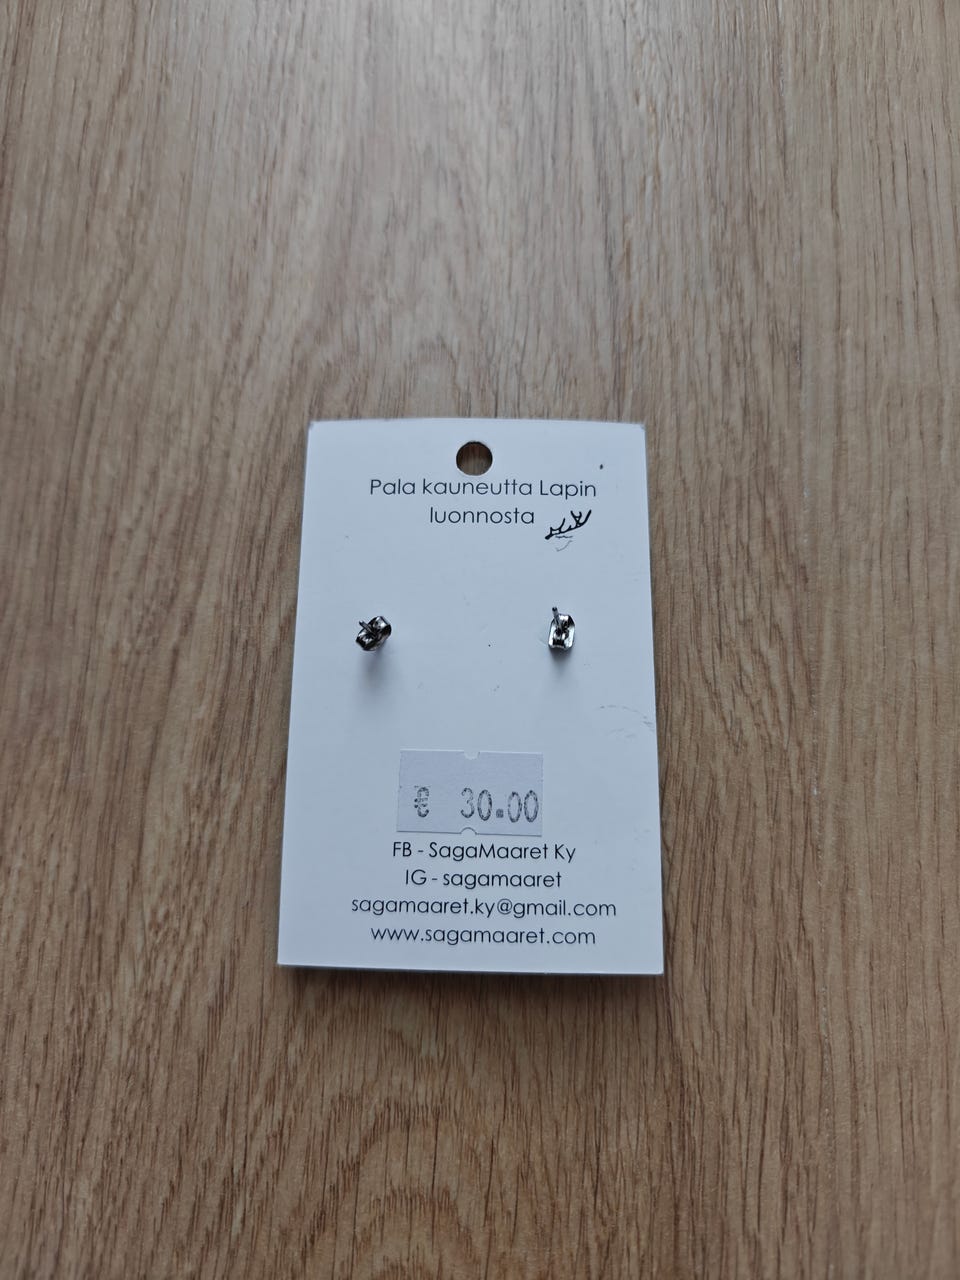 Pala kauneutta Lapin
luonnosta
€ 30.00
FB - SagaMaaret Ky
IG - sagamaaret
sagamaaret.ky@gmail.com
www.sagamaaret.com